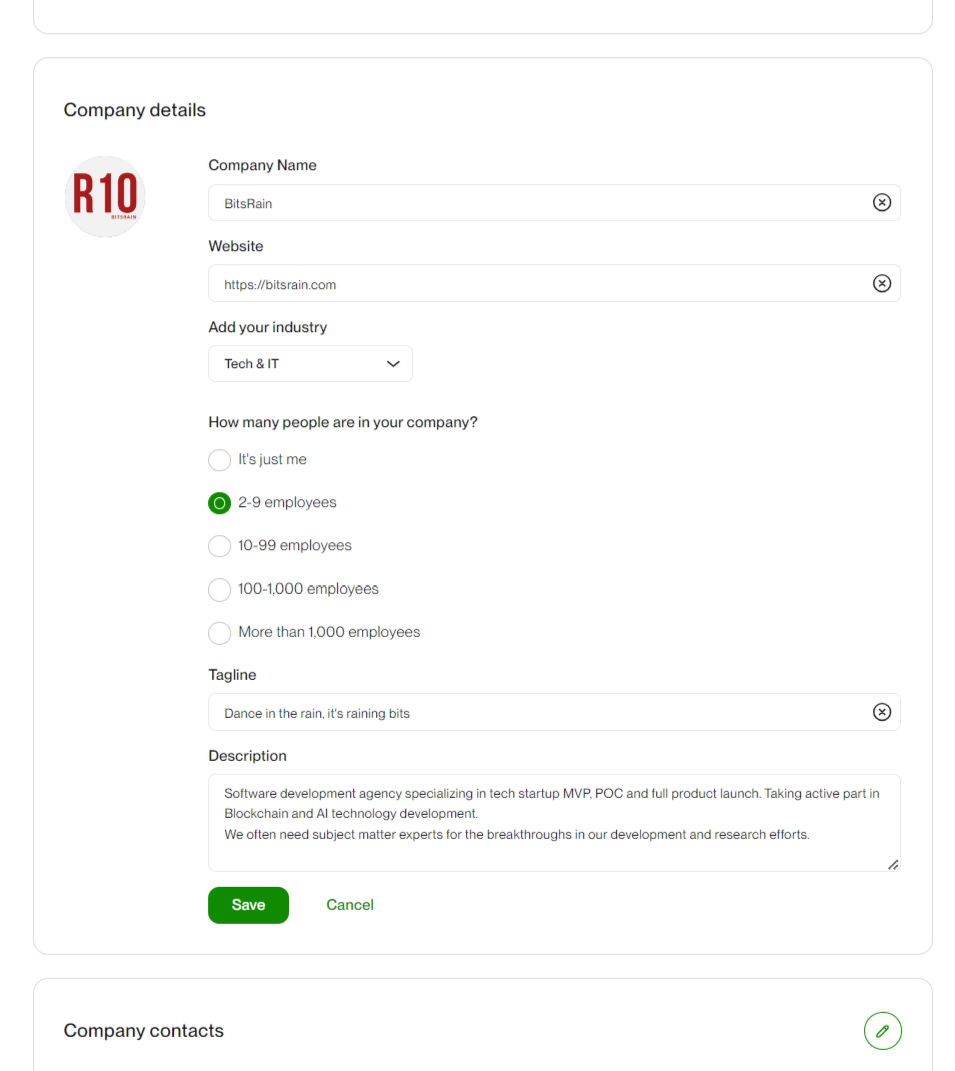 Company details
R10
BITSRAIN
Company Name
BitsRain
Website
https://bitsrain.com
Add your industry
Tech & IT
How many people are in your company?
It's just me
2-9 employees
10-99 employees
100-1,000 employees
More than 1,000 employees
Tagline
Dance in the rain, it's raining bits
Description
Software development agency specializing in tech startup MVP, POC and full product launch. Taking active part in
Blockchain and AI technology development.
We often need subject matter experts for the breakthroughs in our development and research efforts.
Save
Cancel
Company contacts